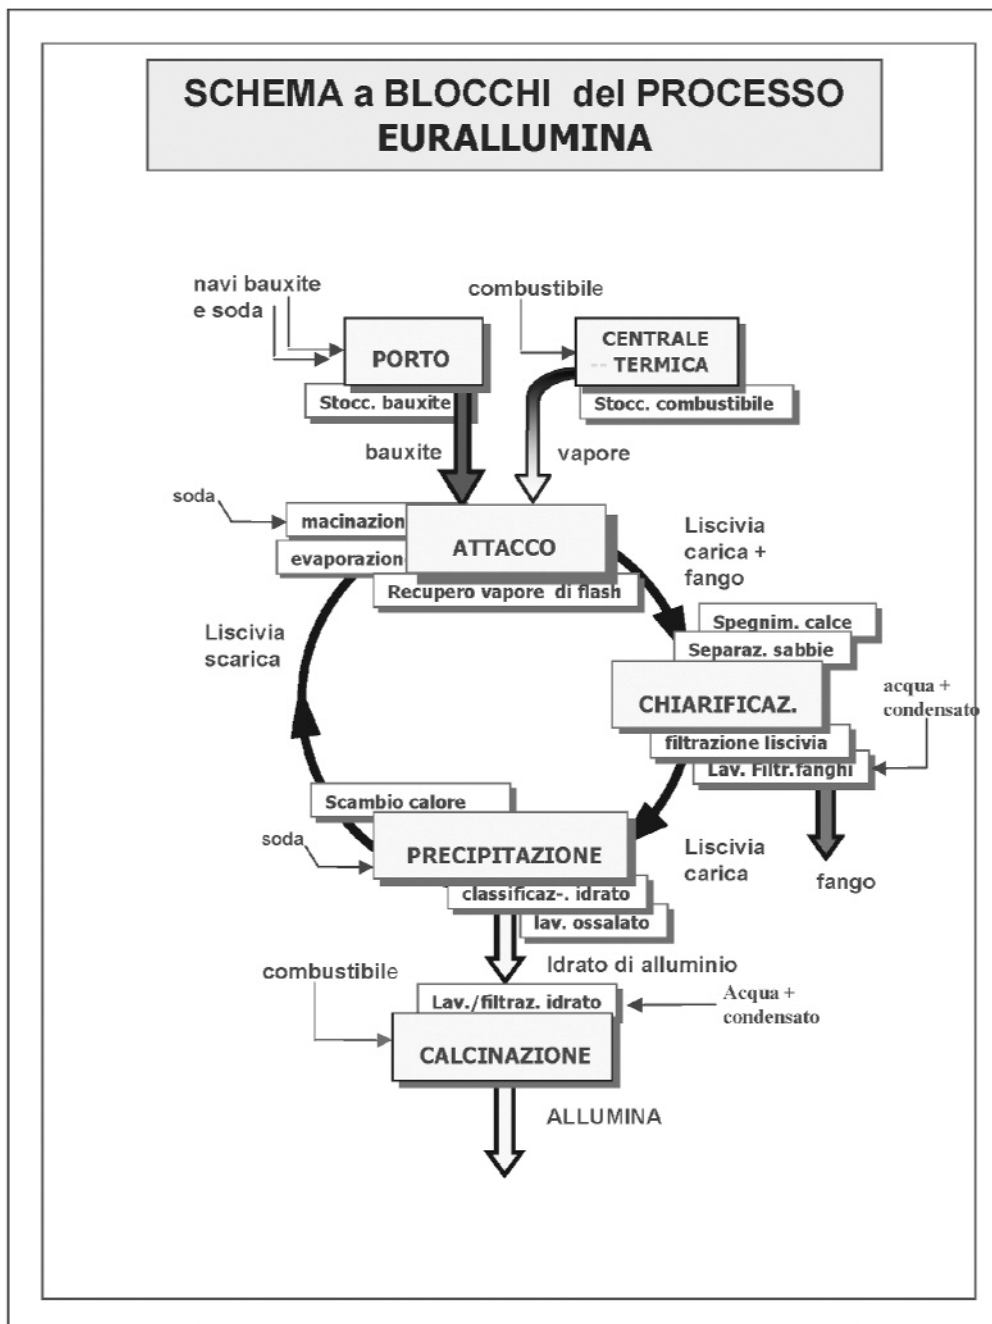 SCHEMA a BLOCCHI del PROCESSO
EURALLUMINA
navi bauxite
e soda
combustibile
PORTO
CENTRALE
-- TERMICA
Stocc. bauxite
Stocc. combustibile
bauxite
vapore
soda
macinazion
ATTACCO
evaporazione
Recupero vapore di flash
Liscivia
carica +
fango
Liscivia
scarica
Spegnim. calce
Separaz. sabbie
CHIARIFICAZ.
acqua +
condensato
filtrazione liscivia
Lav. Filtr.fanghi
Scambio calore
soda
PRECIPITAZIONE
Liscivia
carica
fango
classificaz-. idrato
lav. ossalato
Idrato di alluminio
combustibile
Lav./filtraz. idrato
Acqua +
condensato
CALCINAZIONE
ALLUMINA